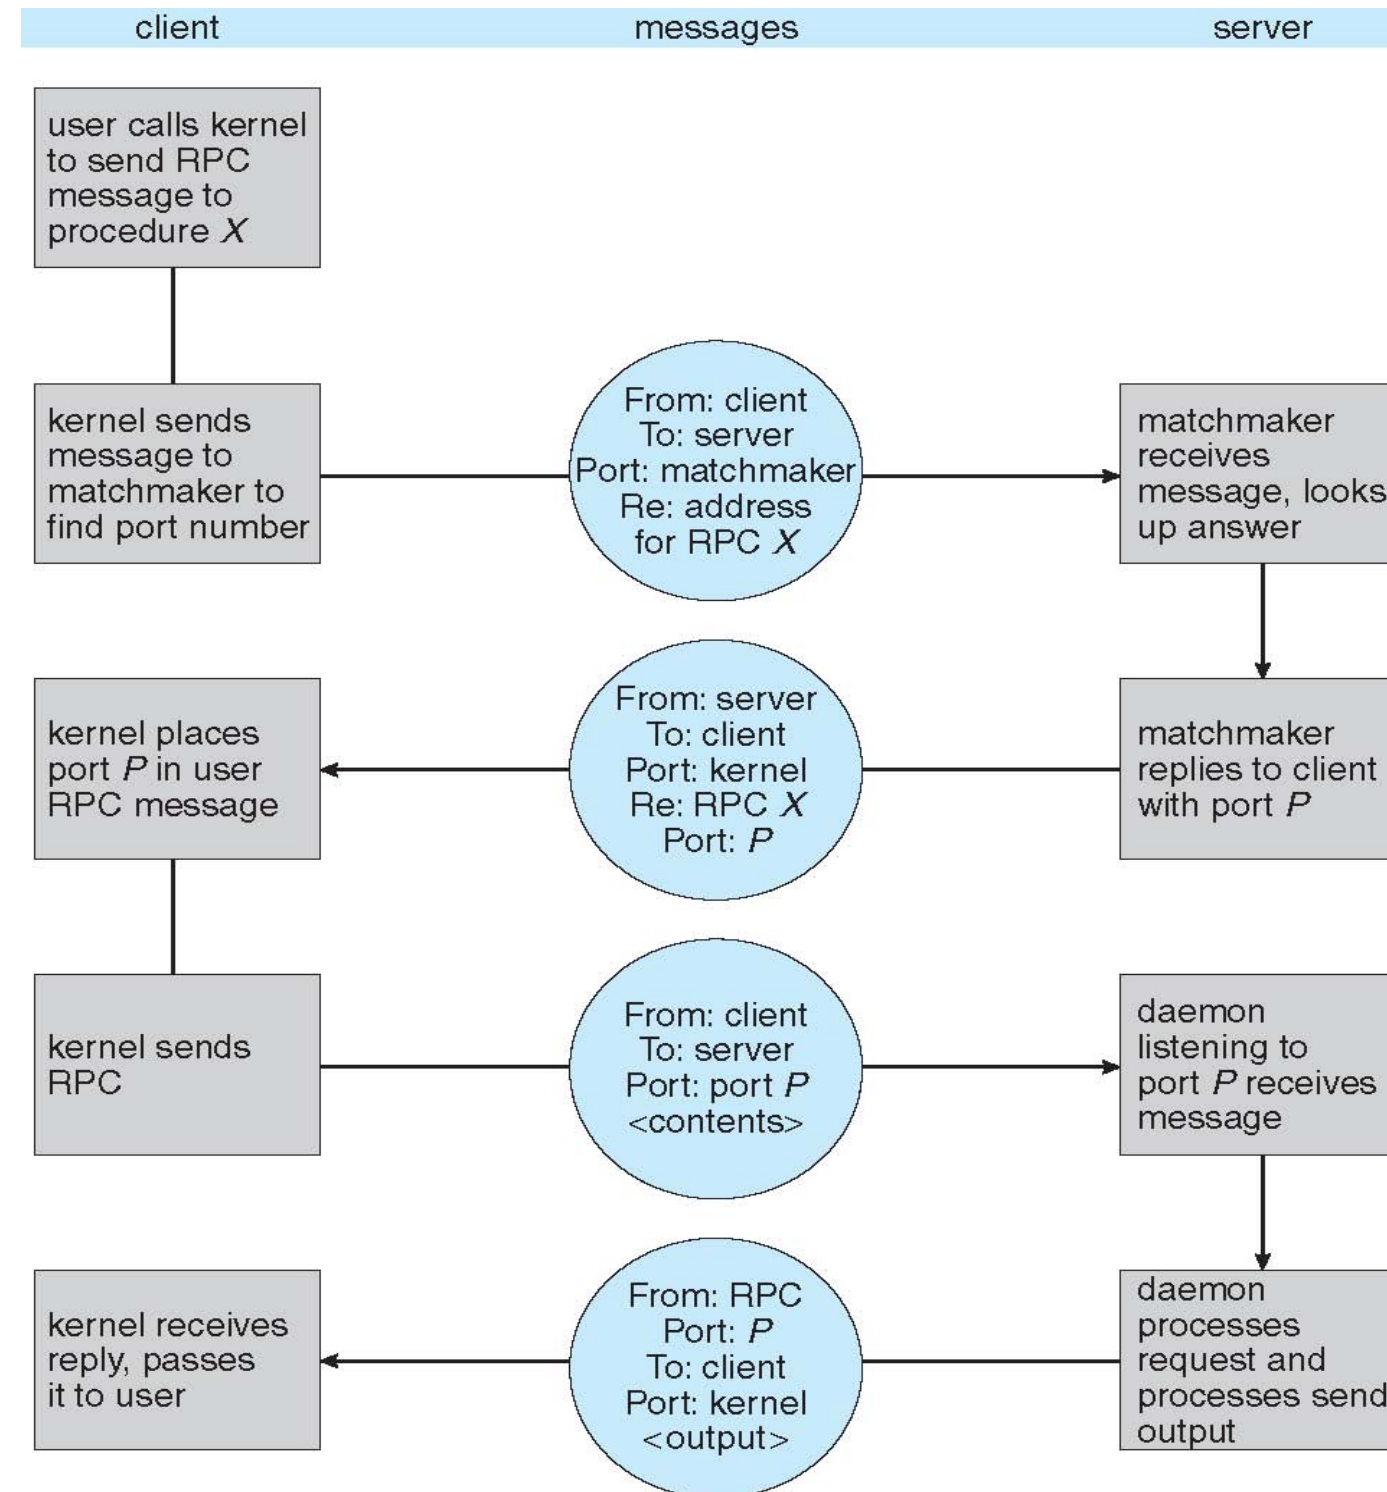 client
messages
server
user calls kernel
to send RPC
message to
procedure X
kernel sends
message to
matchmaker to
find port number
From: client
To: server
Port: matchmaker
Re: address
for RPC X
matchmaker
receives
message, looks
up answer
kernel places
port P in user
RPC message
From: server
To: client
Port: kernel
Re: RPC X
Port: P
matchmaker
replies to client
with port P
kernel sends
RPC
From: client
To: server
Port: port P
<contents>
daemon
listening to
port P receives
message
kernel receives
reply, passes
it to user
From: RPC
Port: P
To: client
Port: kernel
<output>
daemon
processes
request and
processes send
output